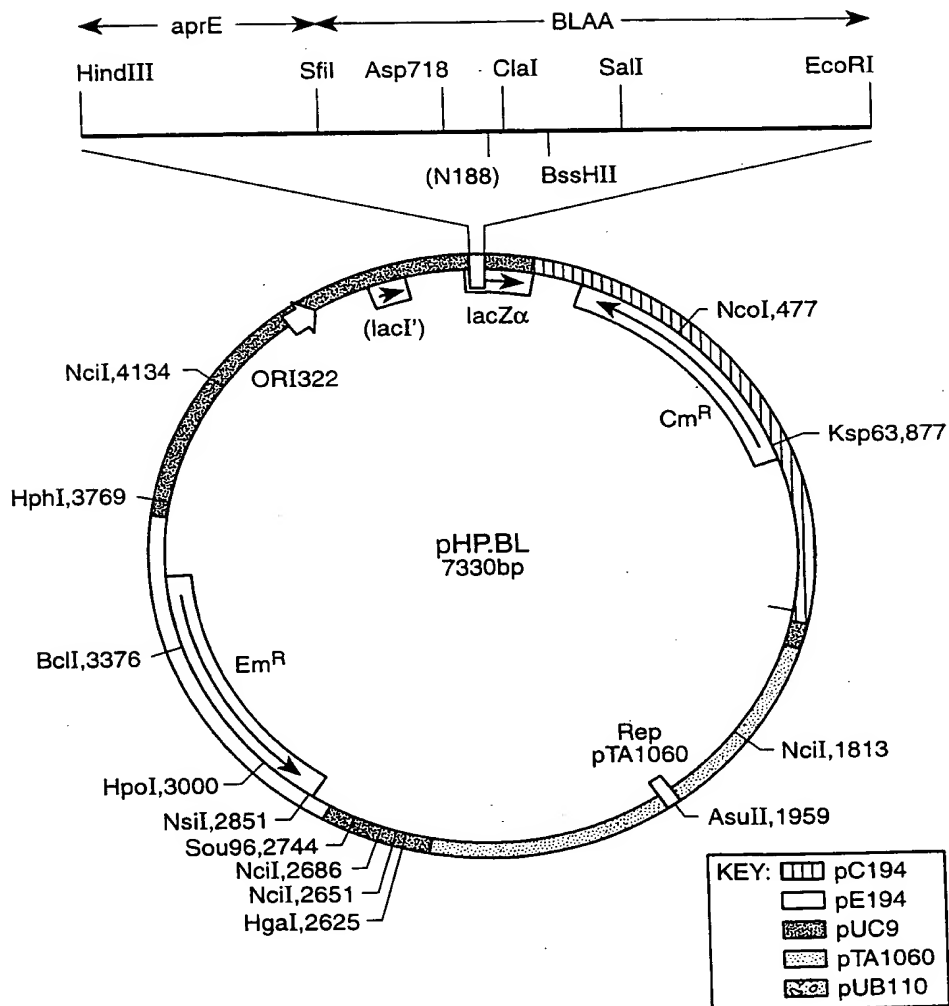 aprE BLAA
HindIII SfiI Asp718 ClaI SalI EcoRI
(N188) BssHII
(lacI') lacZα
ORI322
NcoI,477
NciI,4134
CmR
Ksp63,877
HphI,3769
pHP.BL
7330bp
BclI,3376
EmR
Rep
pTA1060
NciI,1813
HpoI,3000
AsuII,1959
NsiI,2851
Sou96,2744
NciI,2686
NciI,2651
HgaI,2625
KEY: pC194
pE194
pUC9
pTA1060
pUB110